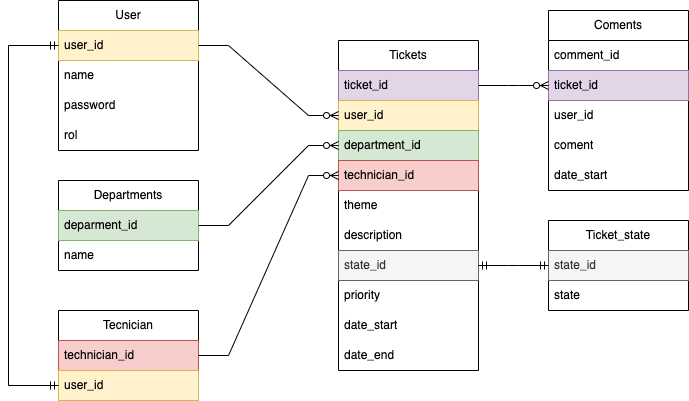 User
user_id
name
password
rol
Departments
deparment_id
name
Tecnician
technician_id
user_id
Tickets
ticket_id
user_id
department_id
technician_id
theme
description
state_id
priority
date_start
date_end
Coments
comment_id
ticket_id
user_id
coment
date_start
Ticket_state
state_id
state